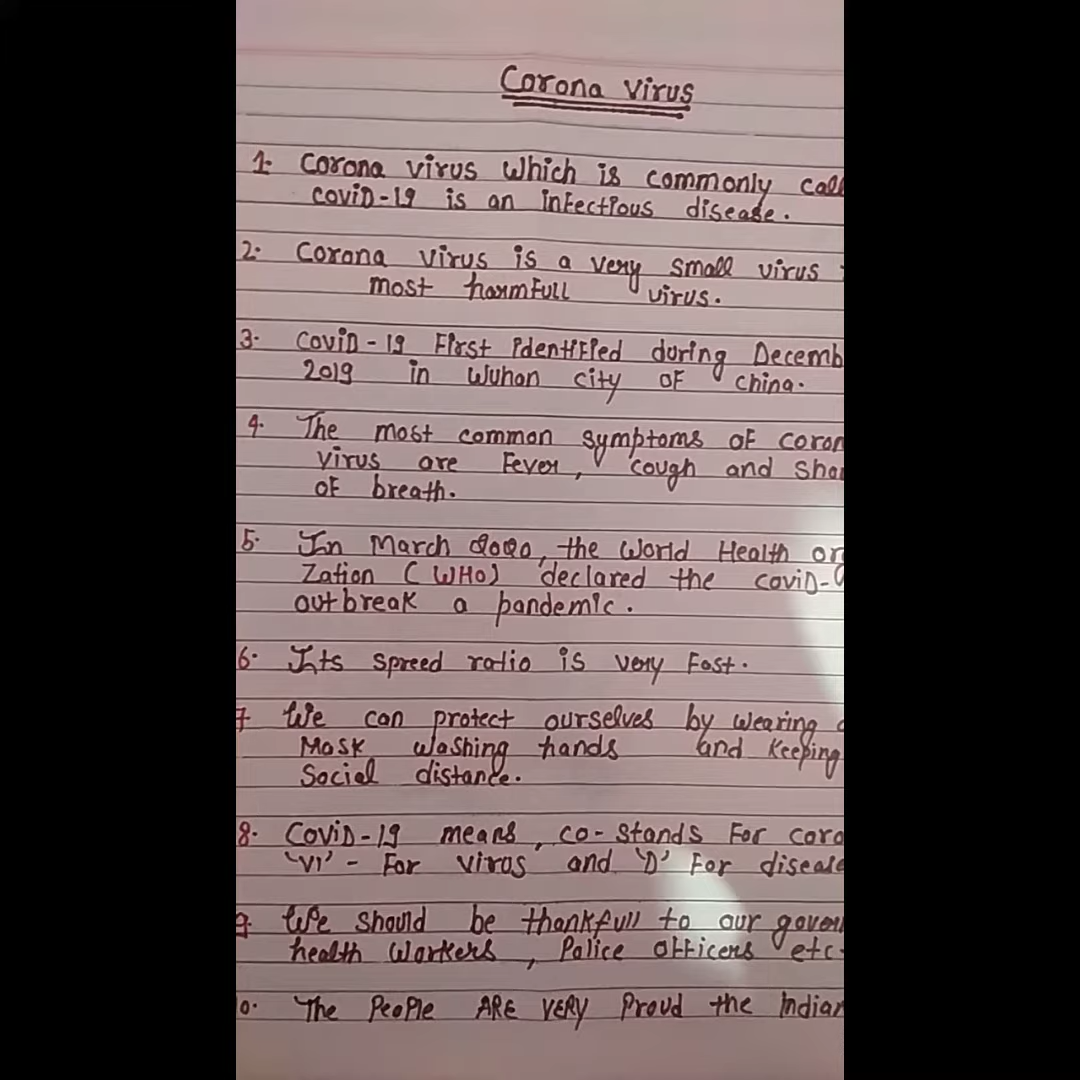 Corona Virus
1. Corona virus which is commonly call
coviD-19 is an infectious disease.
2. Corona virus is a very small virus
most harmfull virus.
3. CoviD-19 First identified during Decemb
2019 in Wuhan city of china.
4. The most common symptoms of coron
virus are Fever, cough and Shor
of breath.
5. In March 2020, the World Health or
Zation (WHO) declared the coviD-
outbreak a pandemic.
6. Its spreed ratio is very Fast.
7 We can protect ourselves by wearing a
Mask washing hands and keeping
Social distance.
8. CoviD-19 means, co-stands For coro
'VI' - For virus and 'D' For disease
9. We should be thankfull to our govern
health workers, Police officers etc.
0. The People ARE VERY Proud the Indian